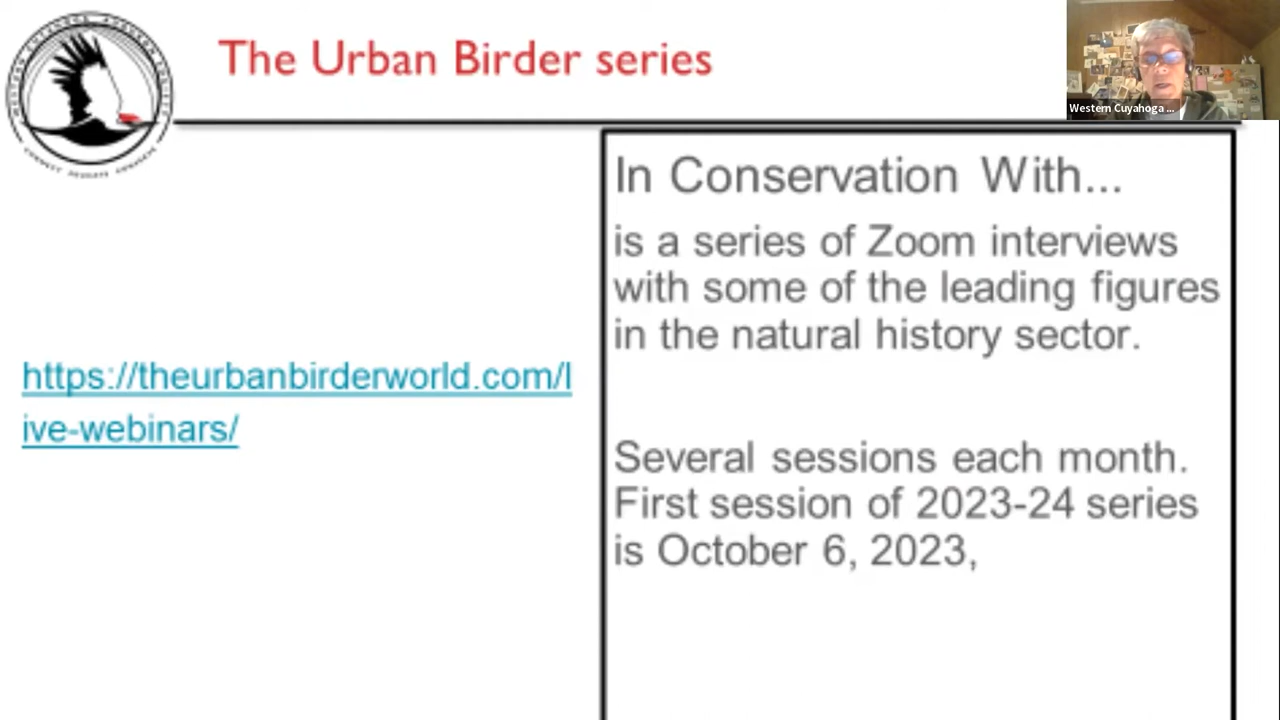 The Urban Birder series
Western Cuyahoga ...
In Conservation With...
is a series of Zoom interviews
with some of the leading figures
in the natural history sector.
https://theurbanbirderworld.com/l
ive-webinars/
Several sessions each month.
First session of 2023-24 series
is October 6, 2023,